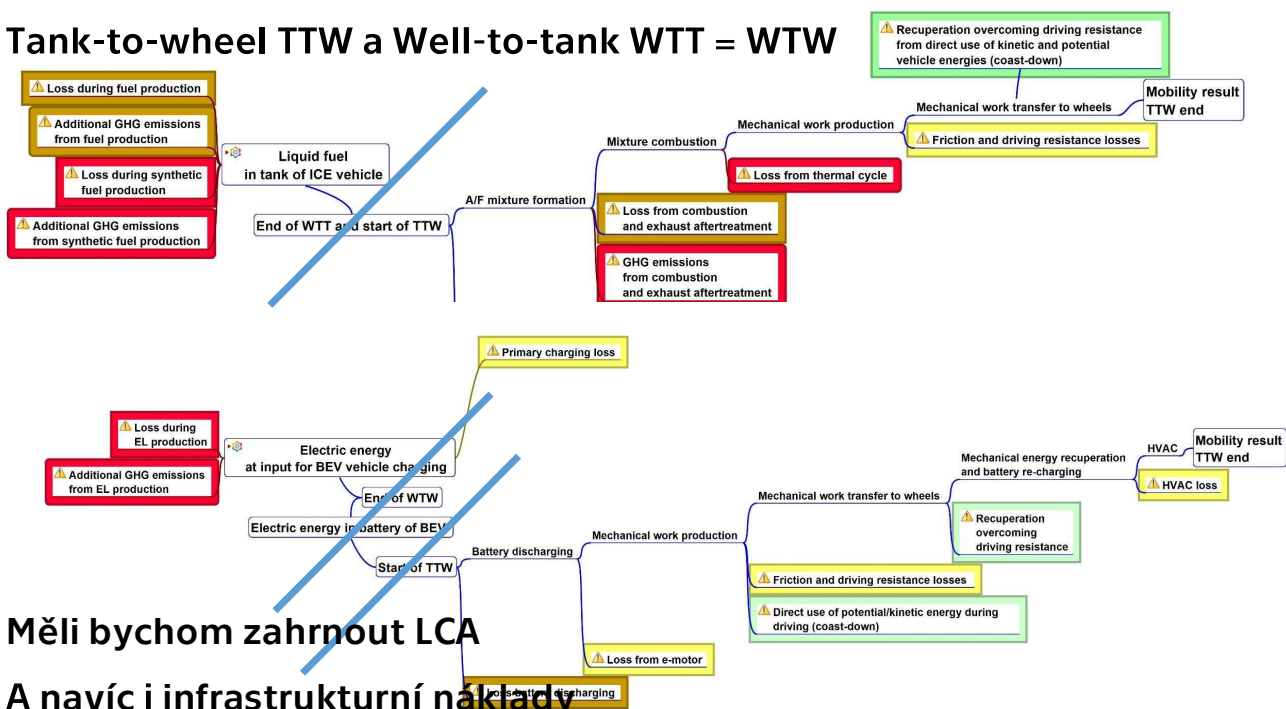 Tank-to-wheel TTW a Well-to-tank WTT = WTW
Loss during fuel production
Additional GHG emissions
from fuel production
Loss during synthetic
fuel production
Additional GHG emissions
from synthetic fuel production
Liquid fuel
in tank of ICE vehicle
End of WTT and start of TTW
A/F mixture formation
Mixture combustion
Loss from combustion
and exhaust aftertreatment
GHG emissions
from combustion
and exhaust aftertreatment
Mechanical work production
Loss from thermal cycle
Mechanical work transfer to wheels
Friction and driving resistance losses
Recuperation overcoming driving resistance
from direct use of kinetic and potential
vehicle energies (coast-down)
Mobility result
TTW end
Primary charging loss
Loss during
EL production
Additional GHG emissions
from EL production
Electric energy
at input for BEV vehicle charging
End of WTW
Electric energy in battery of BEV
Start of TTW
Battery discharging
Loss battery discharging
Mechanical work production
Loss from e-motor
Mechanical work transfer to wheels
Friction and driving resistance losses
Direct use of potential/kinetic energy during
driving (coast-down)
Mechanical energy recuperation
and battery re-charging
Recuperation
overcoming
driving resistance
HVAC
HVAC loss
Mobility result
TTW end
Měli bychom zahrnout LCA
A navíc i infrastrukturní náklady